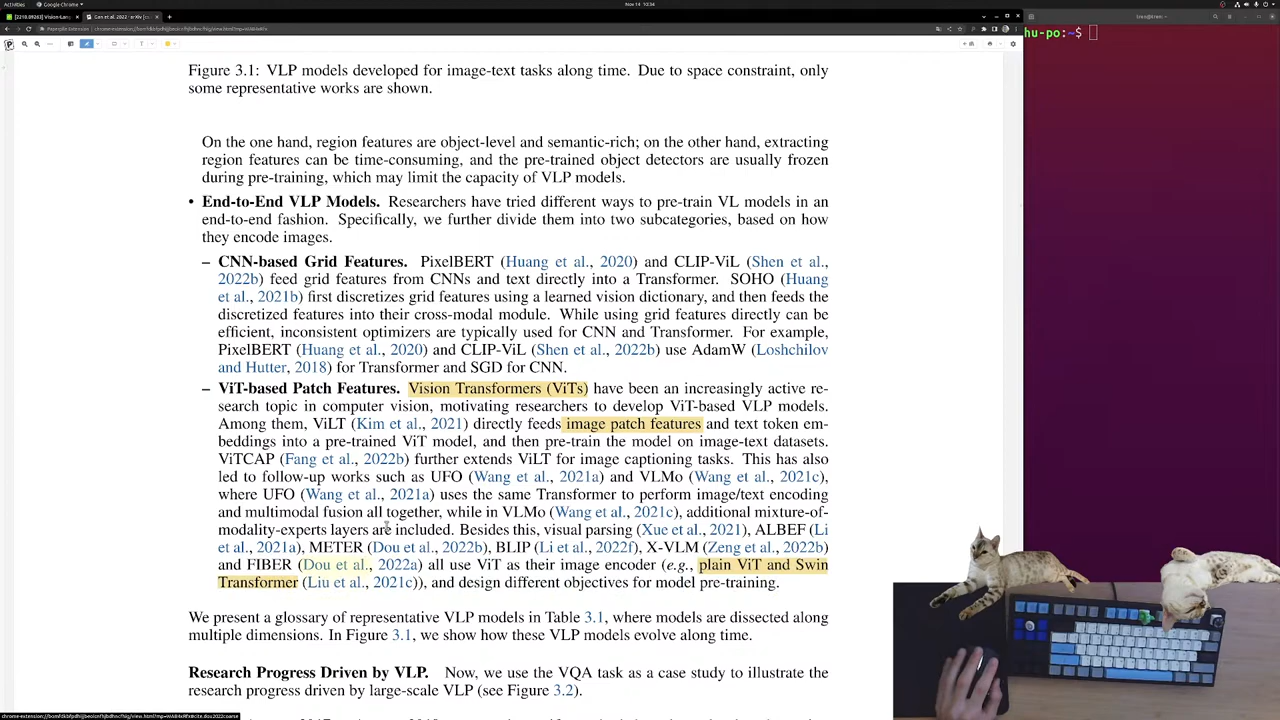 Activities
Nov 14 10:34
[2210.09263] Vision-Lang
Gan et al. 2022 - arXiv [cs
hu-po:~$
Figure 3.1: VLP models developed for image-text tasks along time. Due to space constraint, only
some representative works are shown.
On the one hand, region features are object-level and semantic-rich; on the other hand, extracting
region features can be time-consuming, and the pre-trained object detectors are usually frozen
during pre-training, which may limit the capacity of VLP models.
• End-to-End VLP Models. Researchers have tried different ways to pre-train VL models in an
end-to-end fashion. Specifically, we further divide them into two subcategories, based on how
they encode images.
– CNN-based Grid Features. PixelBERT (Huang et al., 2020) and CLIP-ViL (Shen et al.,
2022b) feed grid features from CNNs and text directly into a Transformer. SOHO (Huang
et al., 2021b) first discretizes grid features using a learned vision dictionary, and then feeds the
discretized features into their cross-modal module. While using grid features directly can be
efficient, inconsistent optimizers are typically used for CNN and Transformer. For example,
PixelBERT (Huang et al., 2020) and CLIP-ViL (Shen et al., 2022b) use AdamW (Loshchilov
and Hutter, 2018) for Transformer and SGD for CNN.
– ViT-based Patch Features. Vision Transformers (ViTs) have been an increasingly active re-
search topic in computer vision, motivating researchers to develop ViT-based VLP models.
Among them, ViLT (Kim et al., 2021) directly feeds image patch features and text token em-
beddings into a pre-trained ViT model, and then pre-train the model on image-text datasets.
ViTCAP (Fang et al., 2022b) further extends ViLT for image captioning tasks. This has also
led to follow-up works such as UFO (Wang et al., 2021a) and VLMo (Wang et al., 2021c),
where UFO (Wang et al., 2021a) uses the same Transformer to perform image/text encoding
and multimodal fusion all together, while in VLMo (Wang et al., 2021c), additional mixture-of-
modality-experts layers are included. Besides this, visual parsing (Xue et al., 2021), ALBEF (Li
et al., 2021a), METER (Dou et al., 2022b), BLIP (Li et al., 2022f), X-VLM (Zeng et al., 2022b)
and FIBER (Dou et al., 2022a) all use ViT as their image encoder (e.g., plain ViT and Swin
Transformer (Liu et al., 2021c)), and design different objectives for model pre-training.
We present a glossary of representative VLP models in Table 3.1, where models are dissected along
multiple dimensions. In Figure 3.1, we show how these VLP models evolve along time.
Research Progress Driven by VLP. Now, we use the VQA task as a case study to illustrate the
research progress driven by large-scale VLP (see Figure 3.2).